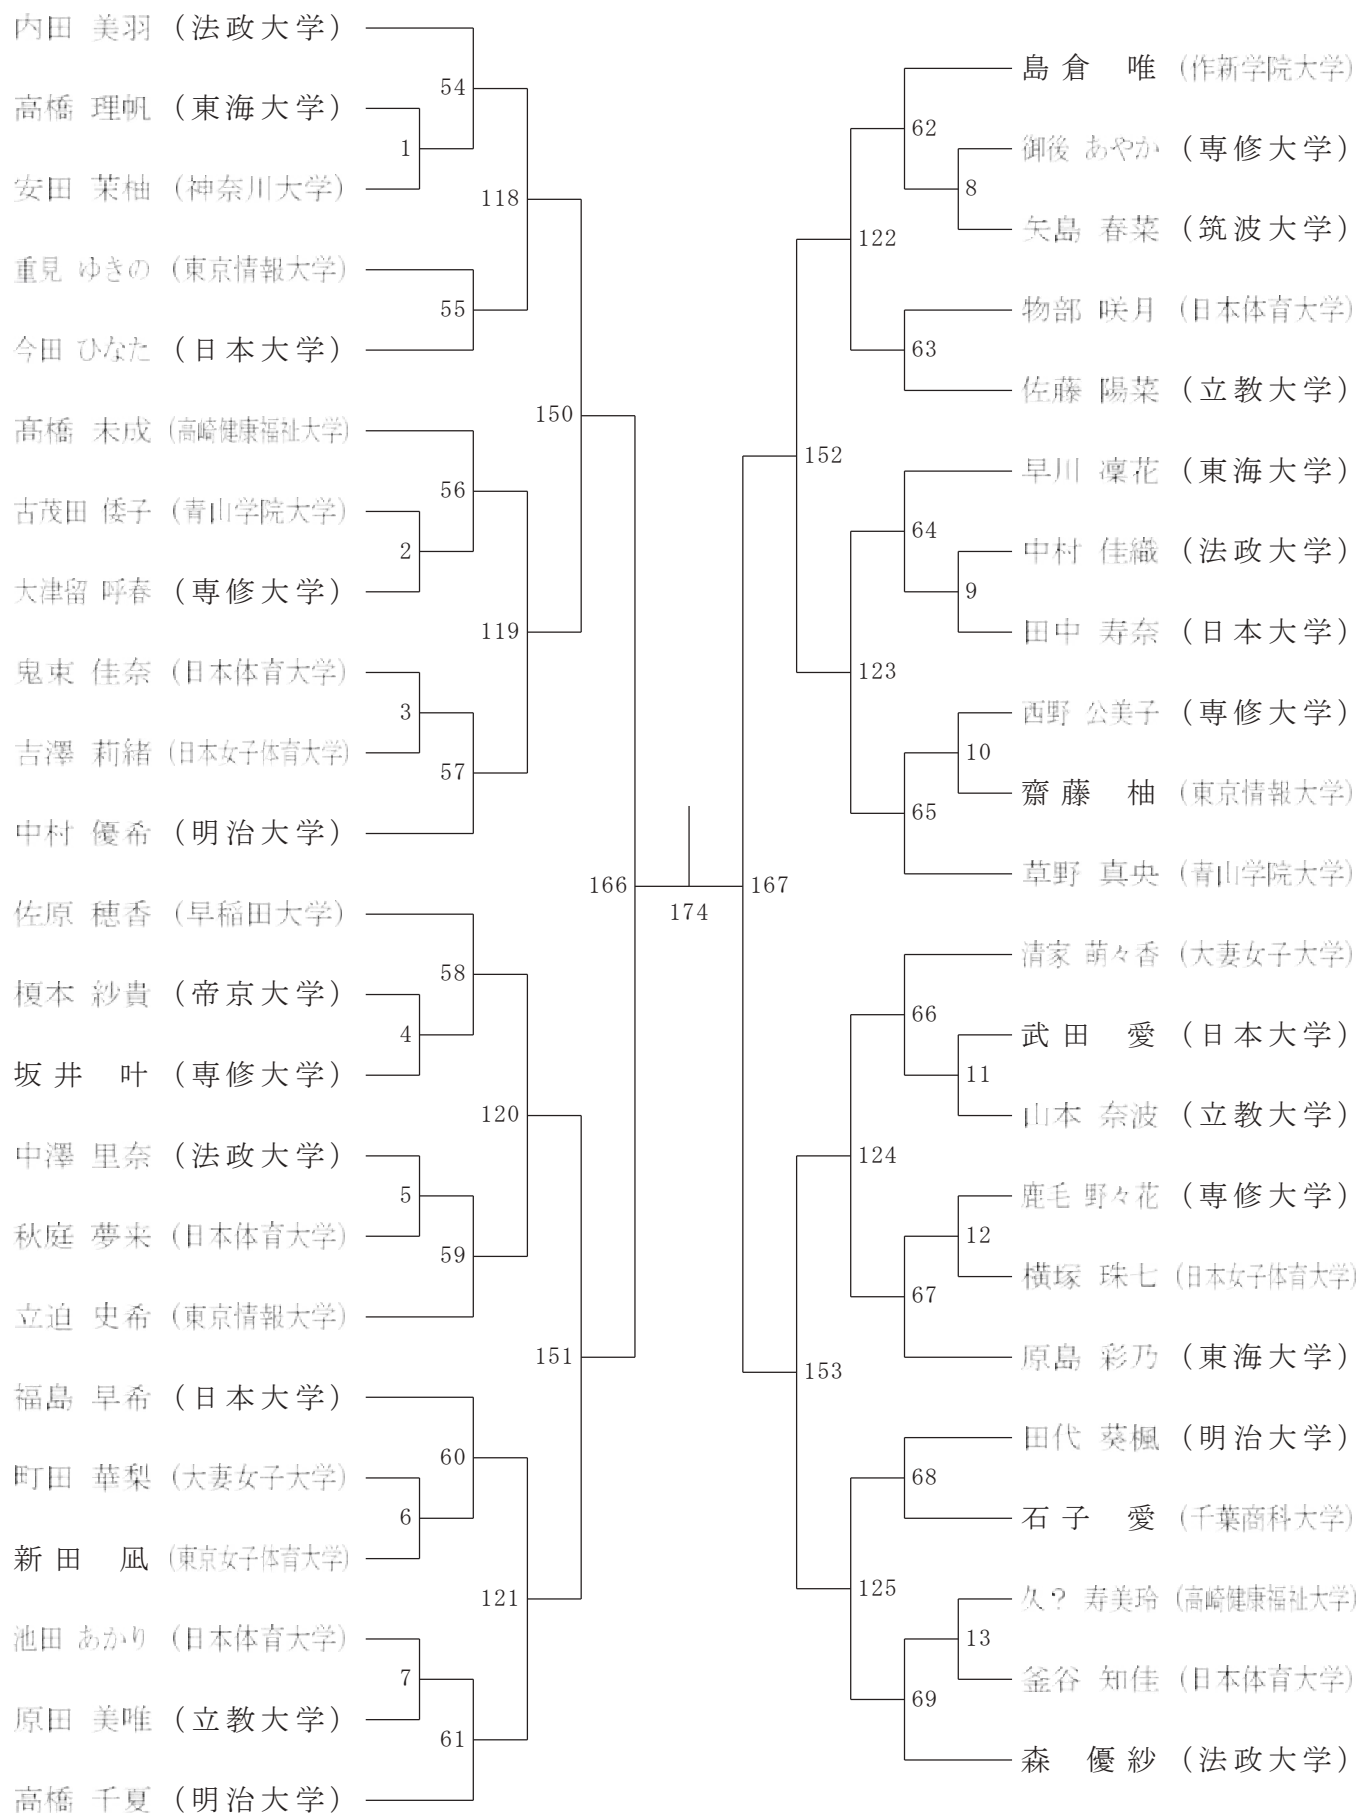 内田 美羽 (法政大学)
高橋 理帆 (東海大学)
安田 茉柚 (神奈川大学)
重見 ゆきの (東京情報大学)
今田 ひなた (日本大学)
髙橋 未成 (高崎健康福祉大学)
古茂田 倭子 (青山学院大学)
大津留 呼春 (専修大学)
鬼束 佳奈 (日本体育大学)
吉澤 莉緒 (日本女子体育大学)
中村 優希 (明治大学)
佐原 穂香 (早稲田大学)
榎本 紗貴 (帝京大学)
坂井 叶 (専修大学)
中澤 里奈 (法政大学)
秋庭 夢来 (日本体育大学)
立迫 史希 (東京情報大学)
福島 早希 (日本大学)
町田 華梨 (大妻女子大学)
新田 凪 (東京女子体育大学)
池田 あかり (日本体育大学)
原田 美唯 (立教大学)
高橋 千夏 (明治大学)
1
2
3
4
5
6
7
54
55
56
57
58
59
60
61
118
119
120
121
150
151
166
174
167
152
153
122
123
124
125
62
63
64
65
66
67
68
69
8
9
10
11
12
13
島倉 唯 (作新学院大学)
御後 あやか (専修大学)
矢島 春菜 (筑波大学)
物部 咲月 (日本体育大学)
佐藤 陽菜 (立教大学)
早川 凜花 (東海大学)
中村 佳織 (法政大学)
田中 寿奈 (日本大学)
西野 公美子 (専修大学)
齋藤 柚 (東京情報大学)
草野 真央 (青山学院大学)
清家 萌々香 (大妻女子大学)
武田 愛 (日本大学)
山本 奈波 (立教大学)
鹿毛 野々花 (専修大学)
横塚 珠七 (日本女子体育大学)
原島 彩乃 (東海大学)
田代 葵楓 (明治大学)
石子 愛 (千葉商科大学)
久? 寿美玲 (高崎健康福祉大学)
釜谷 知佳 (日本体育大学)
森 優紗 (法政大学)